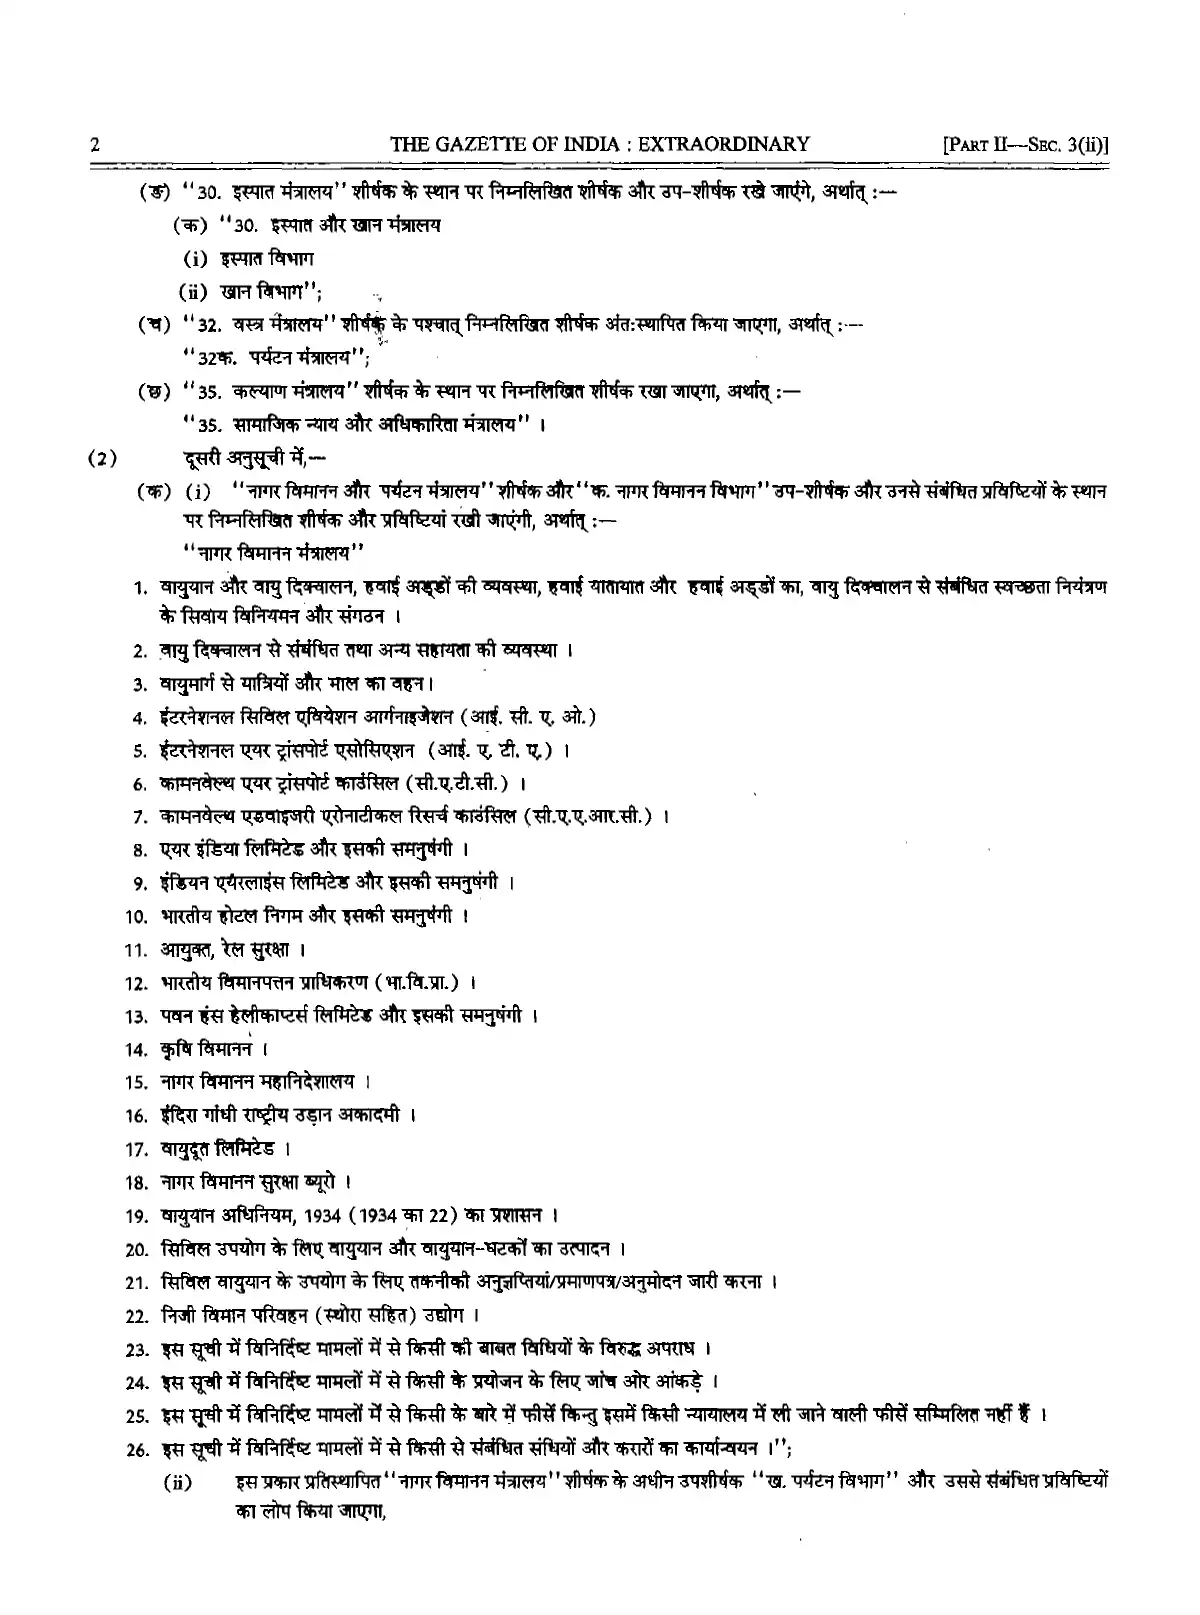 2 THE GAZETTE OF INDIA : EXTRAORDINARY [PART II—SEC. 3(ii)]
(ङ) "30. इस्पात मंत्रालय" शीर्षक के स्थान पर निम्नलिखित शीर्षक और उप-शीर्षक रखे जाएंगे, अर्थात् :—
(क) "30. इस्पात और खान मंत्रालय
(i) इस्पात विभाग
(ii) खान विभाग";
(च) "32. वस्त्र मंत्रालय" शीर्षक के पश्चात् निम्नलिखित शीर्षक अंत:स्थापित किया जाएगा, अर्थात् :—
"32क. पर्यटन मंत्रालय";
(छ) "35. कल्याण मंत्रालय" शीर्षक के स्थान पर निम्नलिखित शीर्षक रखा जाएगा, अर्थात् :—
"35. सामाजिक न्याय और अधिकारिता मंत्रालय" ।
(2) दूसरी अनुसूची में,—
(क) (i) "नागर विमानन और पर्यटन मंत्रालय" शीर्षक और "क. नागर विमानन विभाग" उप-शीर्षक और उनसे संबंधित प्रविष्टियों के स्थान
पर निम्नलिखित शीर्षक और प्रविष्टियां रखी जाएंगी, अर्थात् :—
"नागर विमानन मंत्रालय"
1. वायुयान और वायु दिक्चालन, हवाई अड्डों की व्यवस्था, हवाई यातायात और हवाई अड्डों का, वायु दिक्चालन से संबंधित स्वच्छता नियंत्रण
के सिवाय विनियमन और संगठन ।
2. वायु दिक्चालन से संबंधित तथा अन्य सहायता की व्यवस्था ।
3. वायुमार्ग से यात्रियों और माल का वहन।
4. इंटरनेशनल सिविल एवियेशन आर्गनाइजेशन (आई. सी. ए. ओ.)
5. इंटरनेशनल एयर ट्रांसपोर्ट एसोसिएशन (आई. ए. टी. ए.) ।
6. कामनवेल्थ एयर ट्रांसपोर्ट काउंसिल (सी.ए.टी.सी.) ।
7. कामनवेल्थ एडवाइजरी एरोनाटीकल रिसर्च काउंसिल (सी.ए.ए.आर.सी.) ।
8. एयर इंडिया लिमिटेड और इसकी समनुषंगी ।
9. इंडियन एयरलाइंस लिमिटेड और इसकी समनुषंगी ।
10. भारतीय होटल निगम और इसकी समनुषंगी ।
11. आयुक्त, रेल सुरक्षा ।
12. भारतीय विमानपत्तन प्राधिकरण (भा.वि.प्रा.) ।
13. पवन हंस हेलीकाप्टर्स लिमिटेड और इसकी समनुषंगी ।
14. कृषि विमानन ।
15. नागर विमानन महानिदेशालय ।
16. इंदिरा गांधी राष्ट्रीय उड़ान अकादमी ।
17. वायुदूत लिमिटेड ।
18. नागर विमानन सुरक्षा ब्यूरो ।
19. वायुयान अधिनियम, 1934 (1934 का 22) का प्रशासन ।
20. सिविल उपयोग के लिए वायुयान और वायुयान-घटकों का उत्पादन ।
21. सिविल वायुयान के उपयोग के लिए तकनीकी अनुज्ञप्तियां/प्रमाणपत्र/अनुमोदन जारी करना ।
22. निजी विमान परिवहन (स्थोरा सहित) उद्योग ।
23. इस सूची में विनिर्दिष्ट मामलों में से किसी की बाबत विधियों के विरुद्ध अपराध ।
24. इस सूची में विनिर्दिष्ट मामलों में से किसी के प्रयोजन के लिए जांच ओर आंकड़े ।
25. इस सूची में विनिर्दिष्ट मामलों में से किसी के बारे में फीसें किन्तु इसमें किसी न्यायालय में ली जाने वाली फीसें सम्मिलित नहीं हैं ।
26. इस सूची में विनिर्दिष्ट मामलों में से किसी से संबंधित संधियों और करारों का कार्यान्वयन ।";
(ii) इस प्रकार प्रतिस्थापित "नागर विमानन मंत्रालय" शीर्षक के अधीन उपशीर्षक "ख. पर्यटन विभाग" और उससे संबंधित प्रविष्टियों
का लोप किया जाएगा,